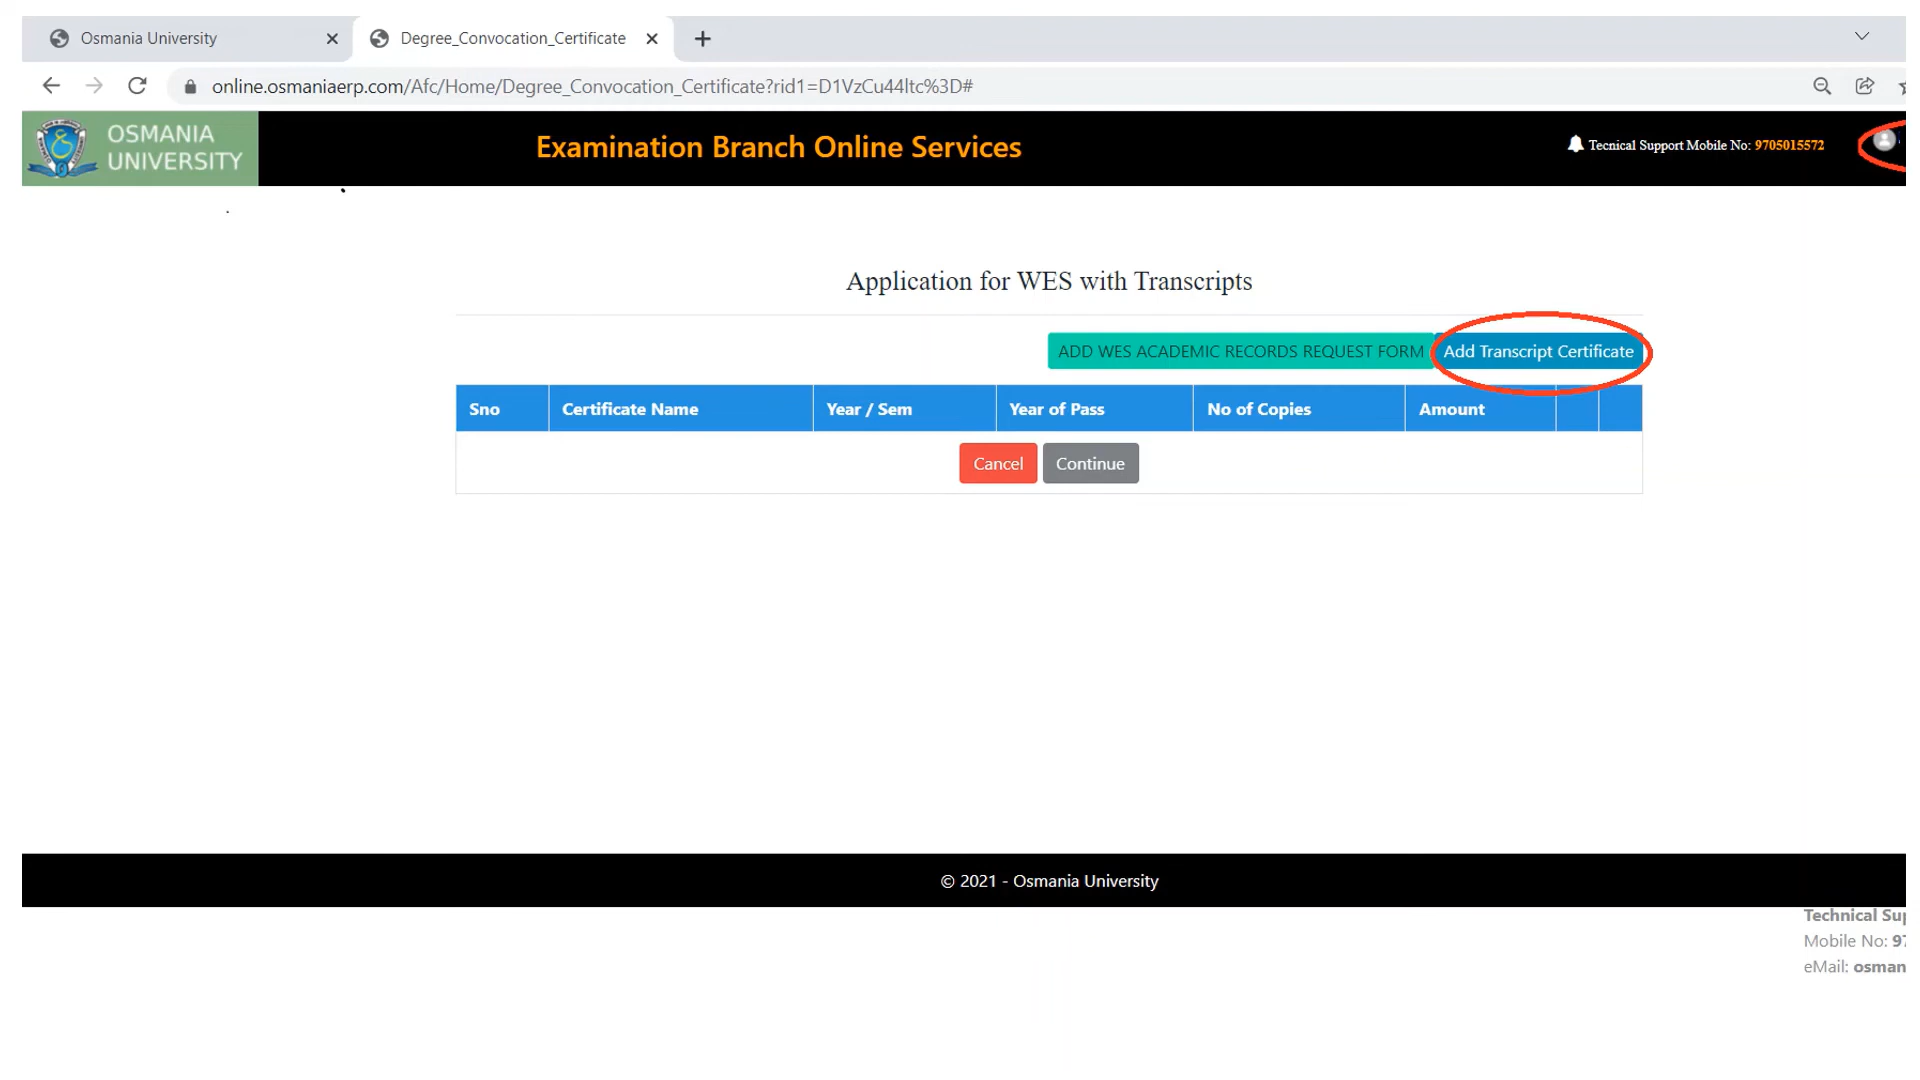 Osmania University
Degree_Convocation_Certificate
online.osmaniaerp.com/Afc/Home/Degree_Convocation_Certificate?rid1=D1VzCu44ltc%3D#
OSMANIA
UNIVERSITY
Examination Branch Online Services
Tecnical Support Mobile No: 9705015572
Application for WES with Transcripts
ADD WES ACADEMIC RECORDS REQUEST FORM
Add Transcript Certificate
Sno Certificate Name Year / Sem Year of Pass No of Copies Amount
Cancel Continue
© 2021 - Osmania University
Technical Sup
Mobile No: 97
eMail: osman